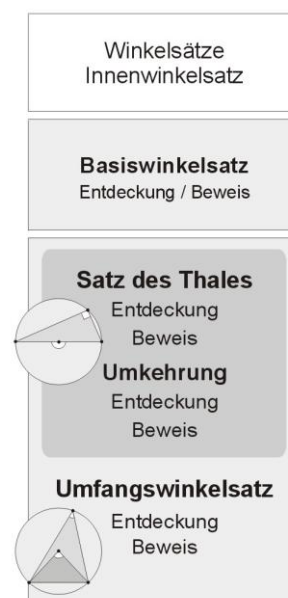 Winkelsätze
Innenwinkelsatz
Basiswinkelsatz
Entdeckung / Beweis
Satz des Thales
Entdeckung
Beweis
Umkehrung
Entdeckung
Beweis
Umfangswinkelsatz
Entdeckung
Beweis